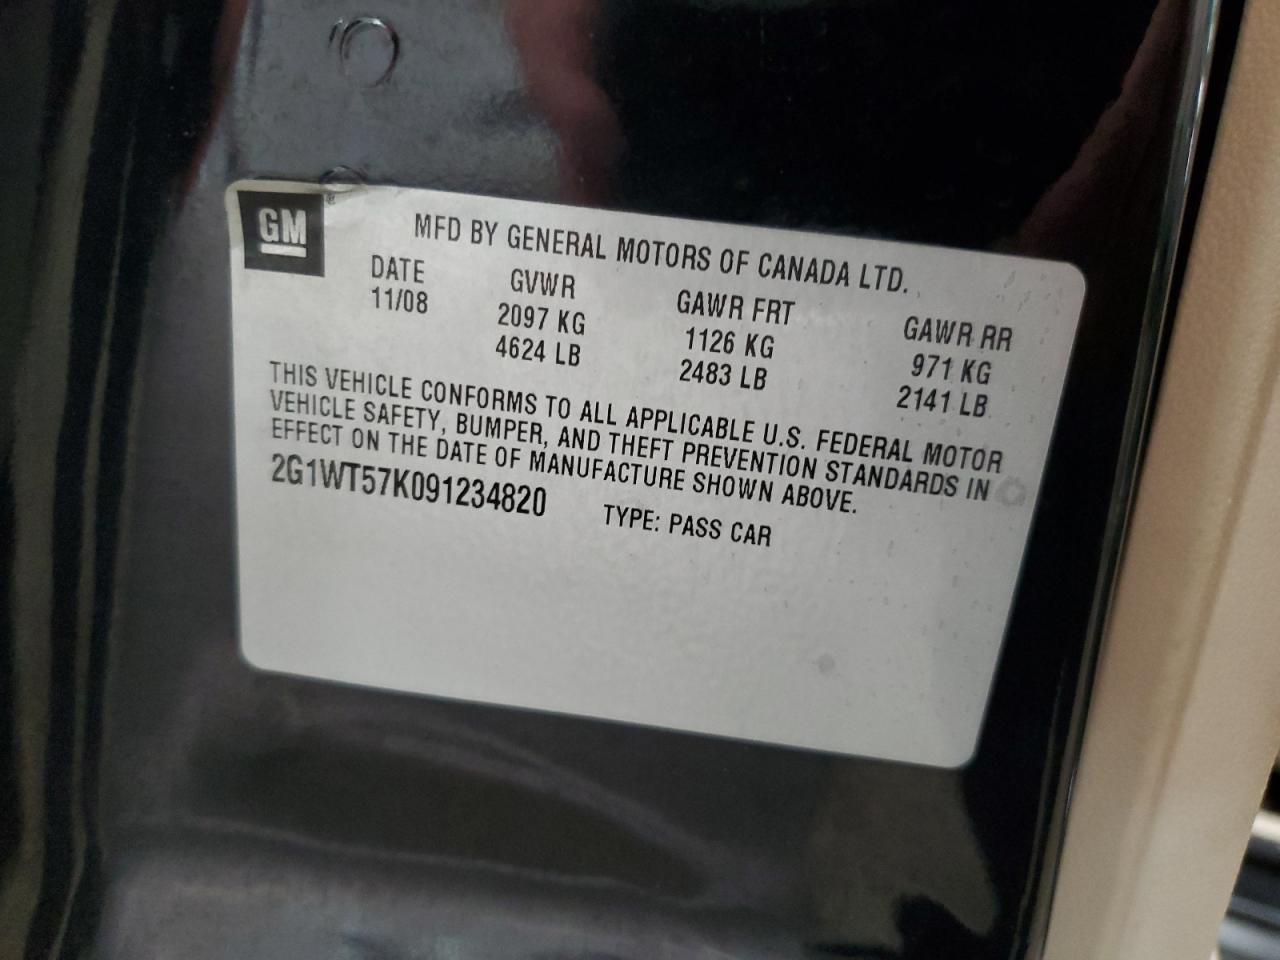 GM ®
MFD BY GENERAL MOTORS OF CANADA LTD.
DATE GVWR GAWR FRT GAWR RR
11/08 2097 KG 1126 KG 971 KG
4624 LB 2483 LB 2141 LB
THIS VEHICLE CONFORMS TO ALL APPLICABLE U.S. FEDERAL MOTOR
VEHICLE SAFETY, BUMPER, AND THEFT PREVENTION STANDARDS IN
EFFECT ON THE DATE OF MANUFACTURE SHOWN ABOVE.
2G1WT57K091234820 TYPE: PASS CAR